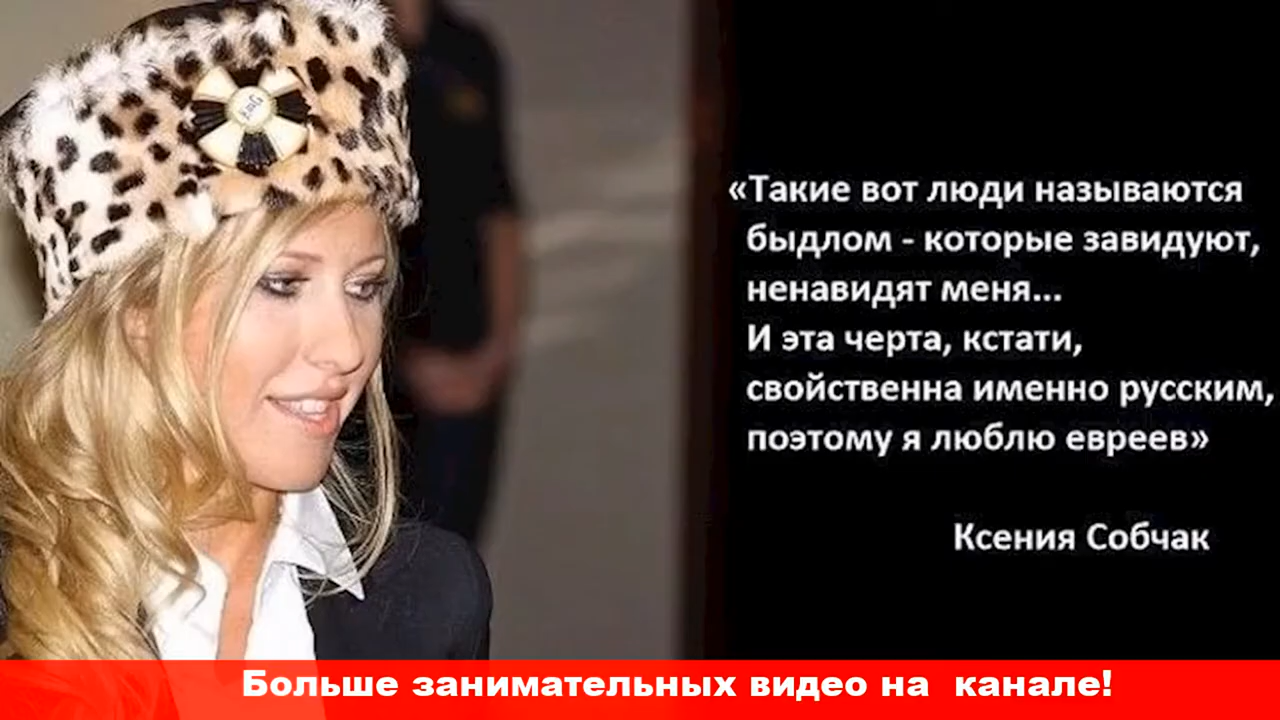 «Такие вот люди называются
быдлом - которые завидуют,
ненавидят меня...
И эта черта, кстати,
свойственна именно русским,
поэтому я люблю евреев»
Ксения Собчак
Больше занимательных видео на канале!